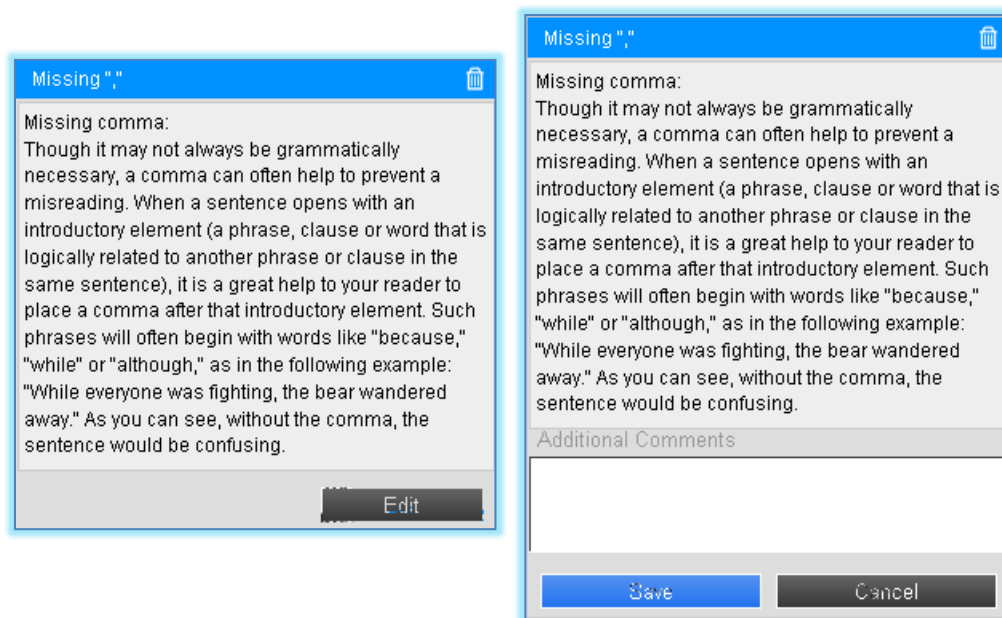 Missing ","
Missing comma:
Though it may not always be grammatically
necessary, a comma can often help to prevent a
misreading. When a sentence opens with an
introductory element (a phrase, clause or word that is
logically related to another phrase or clause in the
same sentence), it is a great help to your reader to
place a comma after that introductory element. Such
phrases will often begin with words like "because,"
"while" or "although," as in the following example:
"While everyone was fighting, the bear wandered
away." As you can see, without the comma, the
sentence would be confusing.
Edit
Missing ","
Missing comma:
Though it may not always be grammatically
necessary, a comma can often help to prevent a
misreading. When a sentence opens with an
introductory element (a phrase, clause or word that is
logically related to another phrase or clause in the
same sentence), it is a great help to your reader to
place a comma after that introductory element. Such
phrases will often begin with words like "because,"
"while" or "although," as in the following example:
"While everyone was fighting, the bear wandered
away." As you can see, without the comma, the
sentence would be confusing.
Additional Comments
Save
Cancel